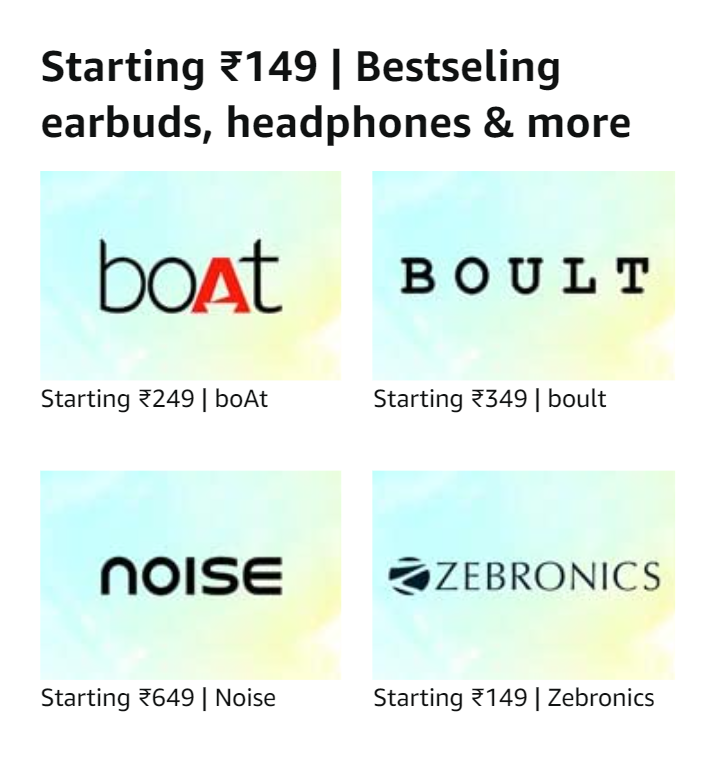 Starting ₹149 | Bestseling
earbuds, headphones & more
boAt
BOULT
Starting ₹249 | boAt
Starting ₹349 | boult
NOISE
ZEBRONICS
Starting ₹649 | Noise
Starting ₹149 | Zebronics